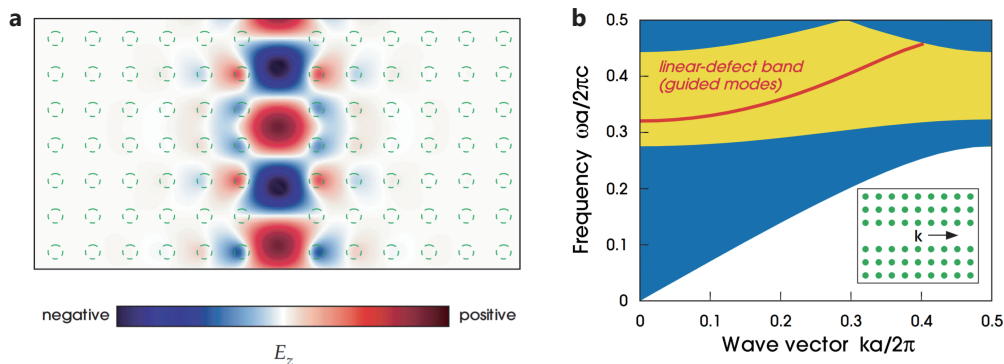 a
negative
positive
E_z
b
Frequency ωa/2πc
0.5
0.4
0.3
0.2
0.1
0
linear-defect band
(guided modes)
k
0
0.1
0.2
0.3
0.4
0.5
Wave vector ka/2π